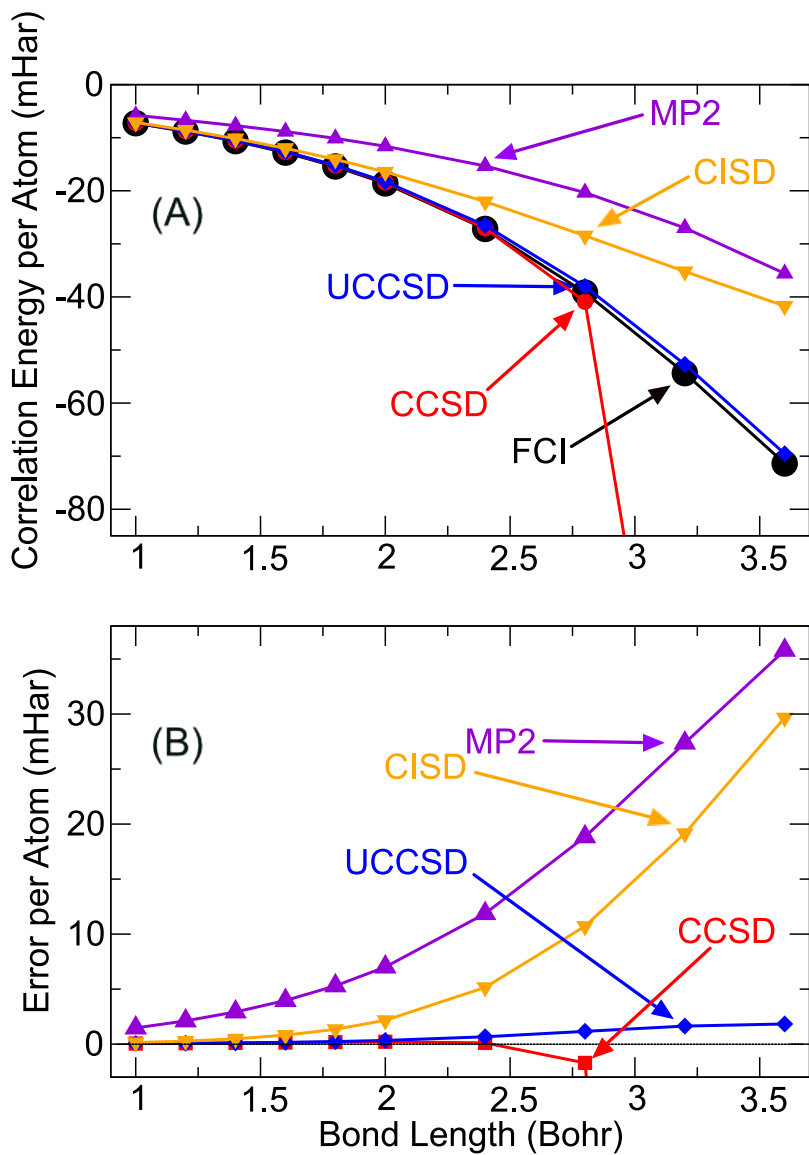 Correlation Energy per Atom (mHar)
0
-20
-40
-60
-80
(A)
MP2
CISD
UCCSD
CCSD
FCI
1 1.5 2 2.5 3 3.5
Error per Atom (mHar)
30
20
10
0
(B)
MP2
CISD
UCCSD
CCSD
1 1.5 2 2.5 3 3.5
Bond Length (Bohr)